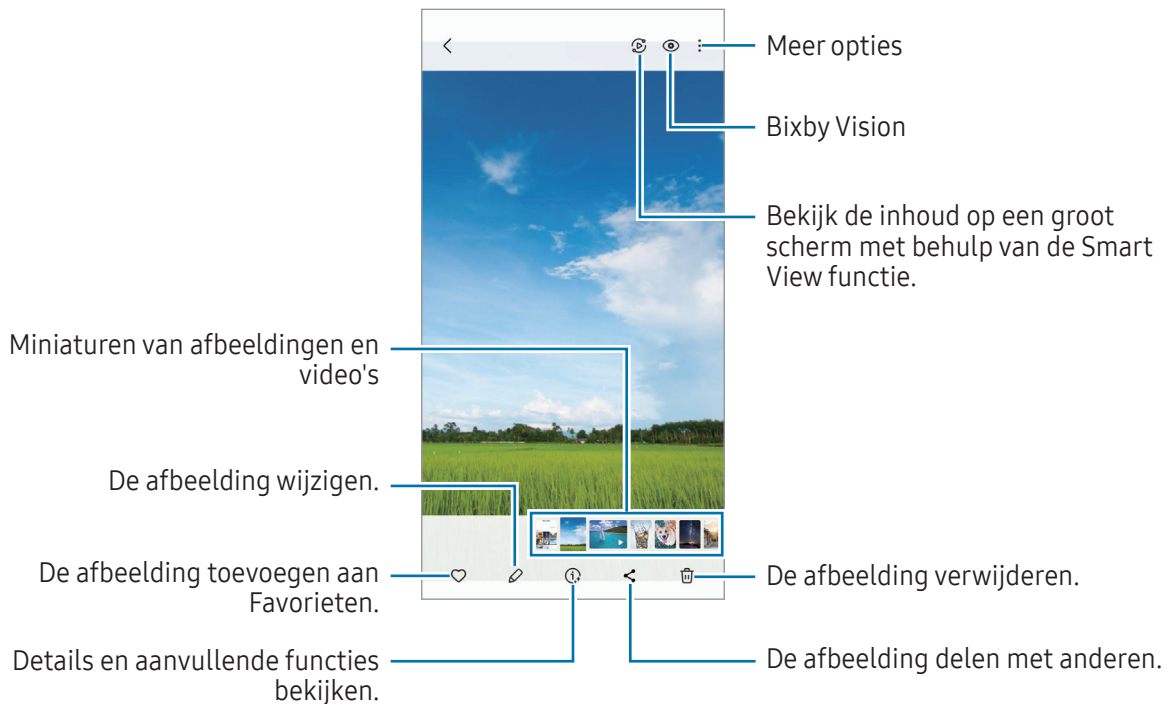 Meer opties
Bixby Vision
Bekijk de inhoud op een groot
scherm met behulp van de Smart
View functie.
Miniaturen van afbeeldingen en
video's
De afbeelding wijzigen.
De afbeelding toevoegen aan
Favorieten.
De afbeelding verwijderen.
Details en aanvullende functies
bekijken.
De afbeelding delen met anderen.